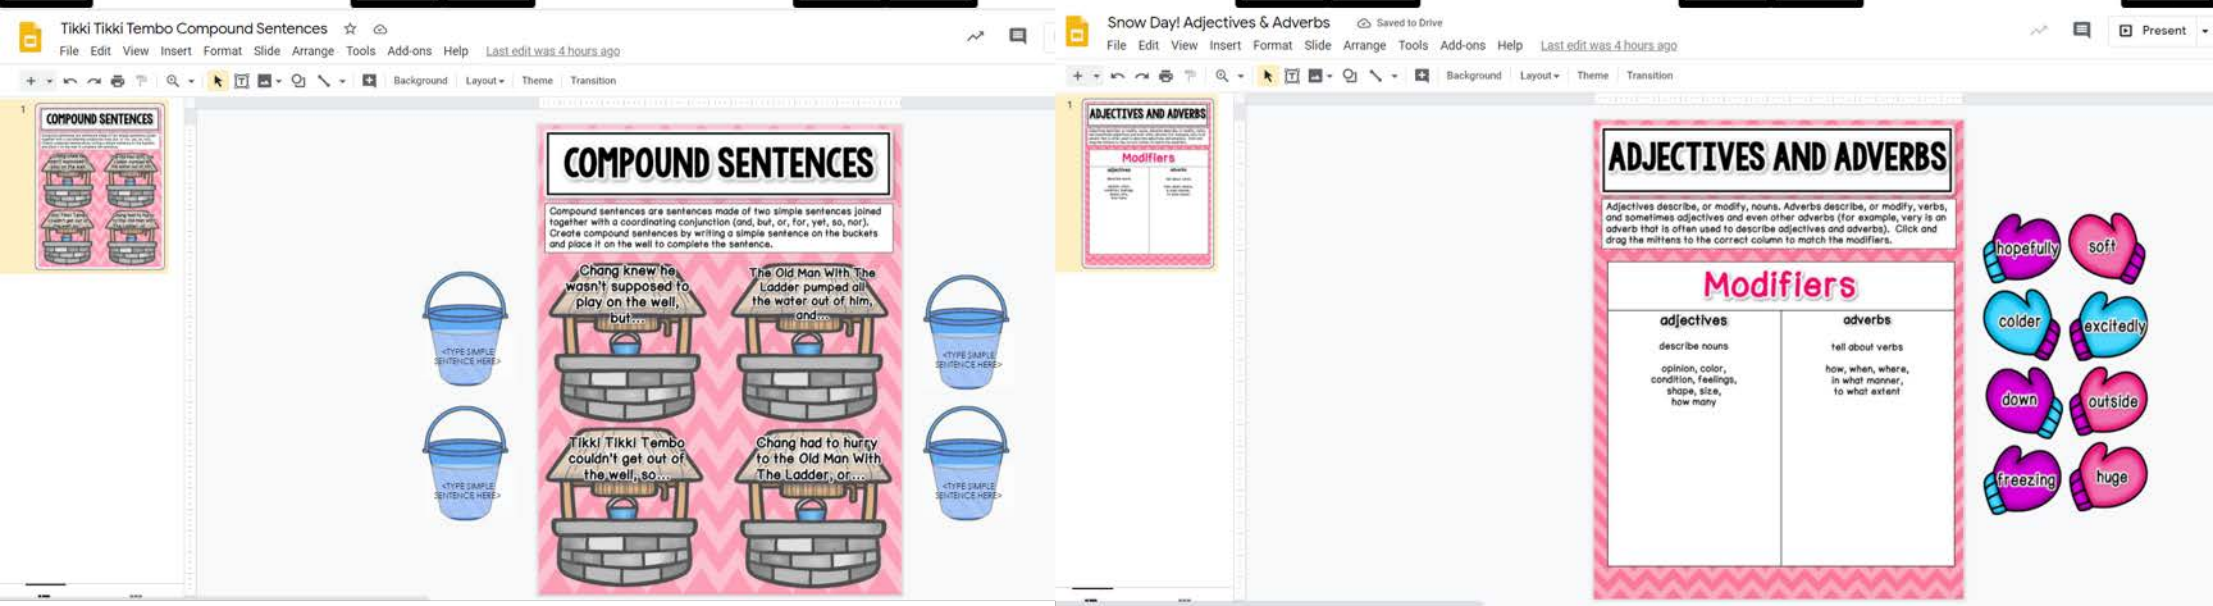 Tikki Tikki Tembo Compound Sentences
File Edit View Insert Format Slide Arrange Tools Add-ons Help Last edit was 4 hours ago
Background Layout Theme Transition
1
COMPOUND SENTENCES
COMPOUND SENTENCES
Compound sentences are sentences made of two simple sentences joined
together with a coordinating conjunction (and, but, or, for, yet, so, nor).
Create compound sentences by writing a simple sentence on the buckets
and place it on the well to complete the sentence.
Chang knew he
wasn't supposed to
play on the well,
but...
The Old Man With The
Ladder pumped all
the water out of him,
and...
<TYPE SIMPLE
SENTENCE HERE>
<TYPE SIMPLE
SENTENCE HERE>
Tikki Tikki Tembo
couldn't get out of
the well, so...
Chang had to hurry
to the Old Man With
The Ladder, or...
<TYPE SIMPLE
SENTENCE HERE>
<TYPE SIMPLE
SENTENCE HERE>
Snow Day! Adjectives & Adverbs Saved to Drive
File Edit View Insert Format Slide Arrange Tools Add-ons Help Last edit was 4 hours ago
Present
Background Layout Theme Transition
1
ADJECTIVES AND ADVERBS
Modifiers
adjectives adverbs
ADJECTIVES AND ADVERBS
Adjectives describe, or modify, nouns. Adverbs describe, or modify, verbs,
and sometimes adjectives and even other adverbs (for example, very is an
adverb that is often used to describe adjectives and adverbs). Click and
drag the mittens to the correct column to match the modifiers.
Modifiers
adjectives
describe nouns
opinion, color,
condition, feelings,
shape, size,
how many
adverbs
tell about verbs
how, when, where,
in what manner,
to what extent
hopefully soft
colder excitedly
down outside
freezing huge